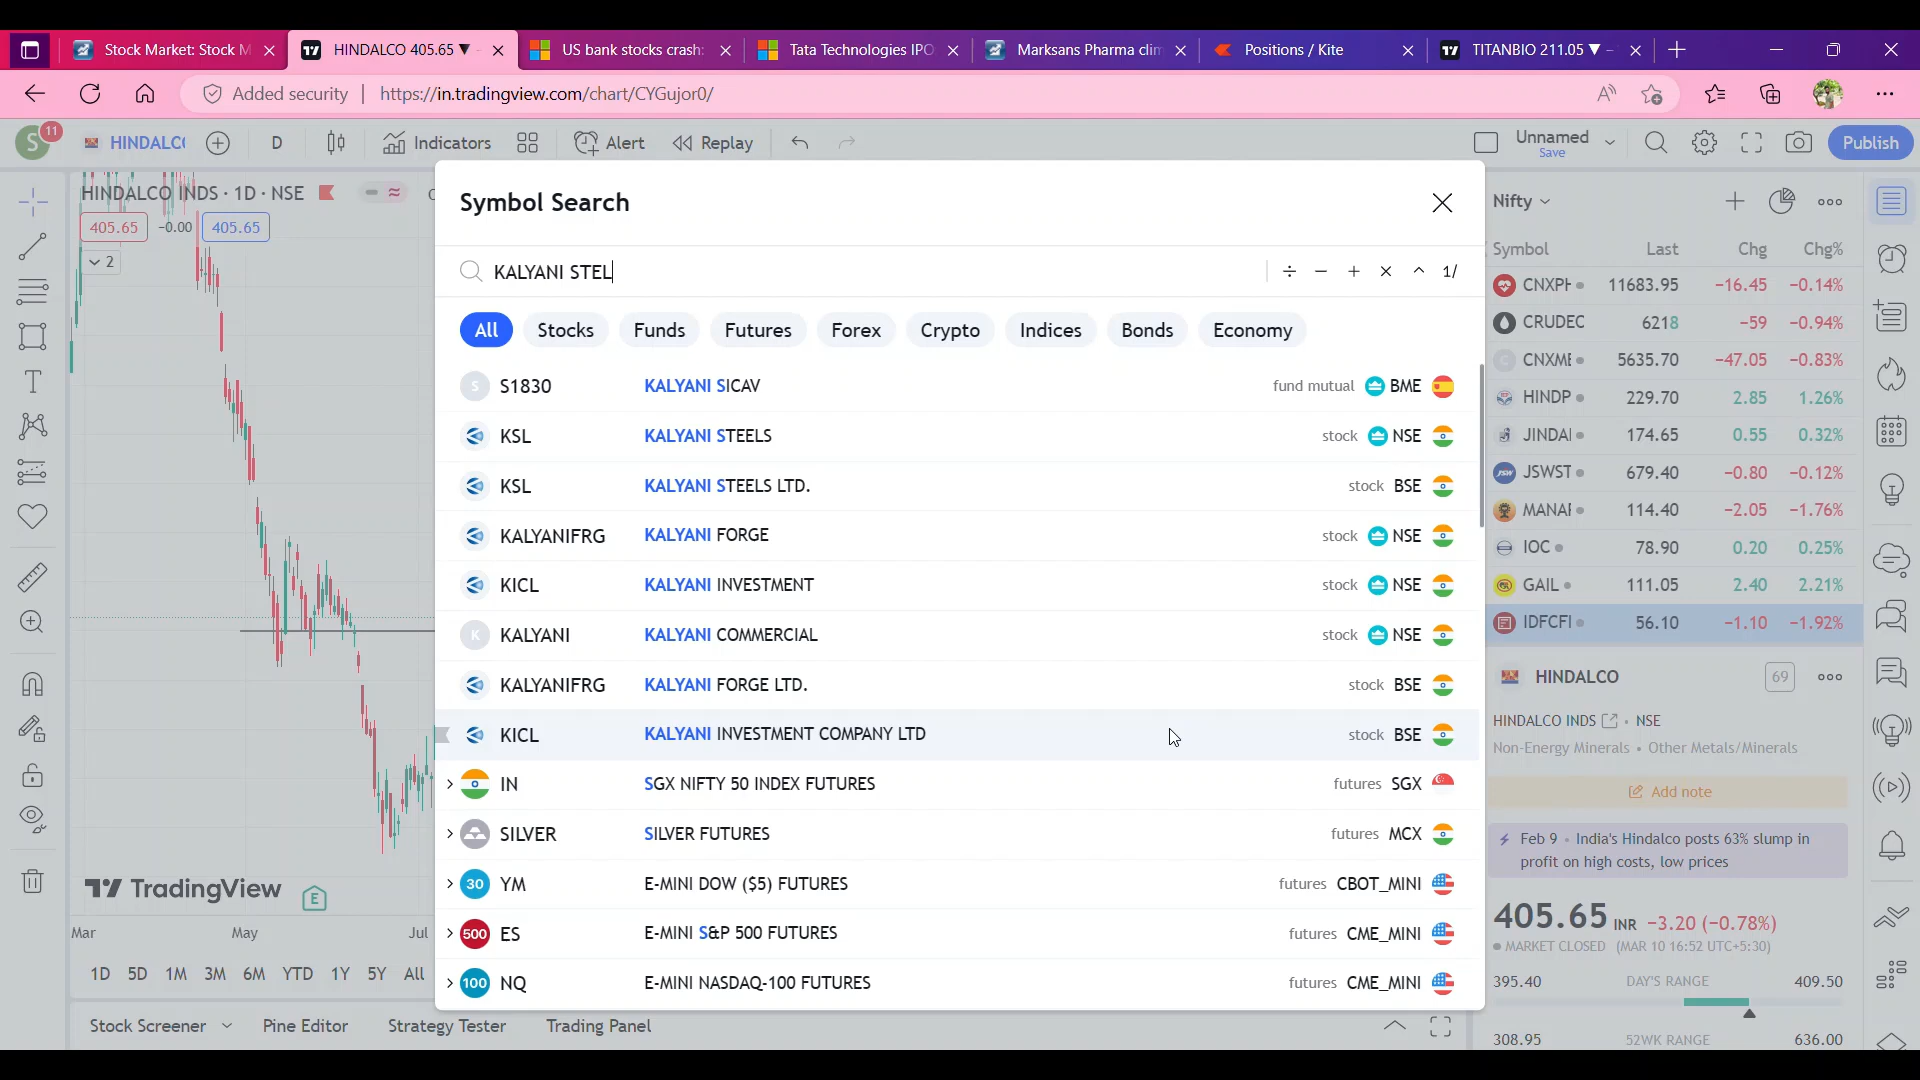 Stock Market: Stock M
HINDALCO 405.65 ▼
US bank stocks crash:
Tata Technologies IPO
Marksans Pharma clim
Positions / Kite
TITANBIO 211.05 ▼ -
Added security
https://in.tradingview.com/chart/CYGujor0/
S 11
HINDALC
D
Indicators
Alert
Replay
Unnamed
Save
Publish
HINDALCO INDS · 1D · NSE
405.65 −0.00 405.65
2
Symbol Search
KALYANI STEL
÷ − + × ^ 1/
All Stocks Funds Futures Forex Crypto Indices Bonds Economy
S S1830 KALYANI SICAV fund mutual BME
KSL KALYANI STEELS stock NSE
KSL KALYANI STEELS LTD. stock BSE
KALYANIFRG KALYANI FORGE stock NSE
KICL KALYANI INVESTMENT stock NSE
K KALYANI KALYANI COMMERCIAL stock NSE
KALYANIFRG KALYANI FORGE LTD. stock BSE
KICL KALYANI INVESTMENT COMPANY LTD stock BSE
IN SGX NIFTY 50 INDEX FUTURES futures SGX
SILVER SILVER FUTURES futures MCX
30 YM E-MINI DOW ($5) FUTURES futures CBOT_MINI
500 ES E-MINI S&P 500 FUTURES futures CME_MINI
100 NQ E-MINI NASDAQ-100 FUTURES futures CME_MINI
Nifty
Symbol Last Chg Chg%
CNXPH 11683.95 −16.45 −0.14%
CRUDEC 6218 −59 −0.94%
CNXME 5635.70 −47.05 −0.83%
HINDP 229.70 2.85 1.26%
JINDAL 174.65 0.55 0.32%
JSWST 679.40 −0.80 −0.12%
MANAP 114.40 −2.05 −1.76%
IOC 78.90 0.20 0.25%
GAIL 111.05 2.40 2.21%
IDFCFI 56.10 −1.10 −1.92%
HINDALCO 69
HINDALCO INDS • NSE
Non-Energy Minerals • Other Metals/Minerals
Add note
Feb 9 • India's Hindalco posts 63% slump in
profit on high costs, low prices
405.65 INR −3.20 (−0.78%)
MARKET CLOSED (MAR 10 16:52 UTC+5:30)
395.40 DAY'S RANGE 409.50
308.95 52WK RANGE 636.00
TradingView
E
Mar May Jul
1D 5D 1M 3M 6M YTD 1Y 5Y All
Stock Screener Pine Editor Strategy Tester Trading Panel